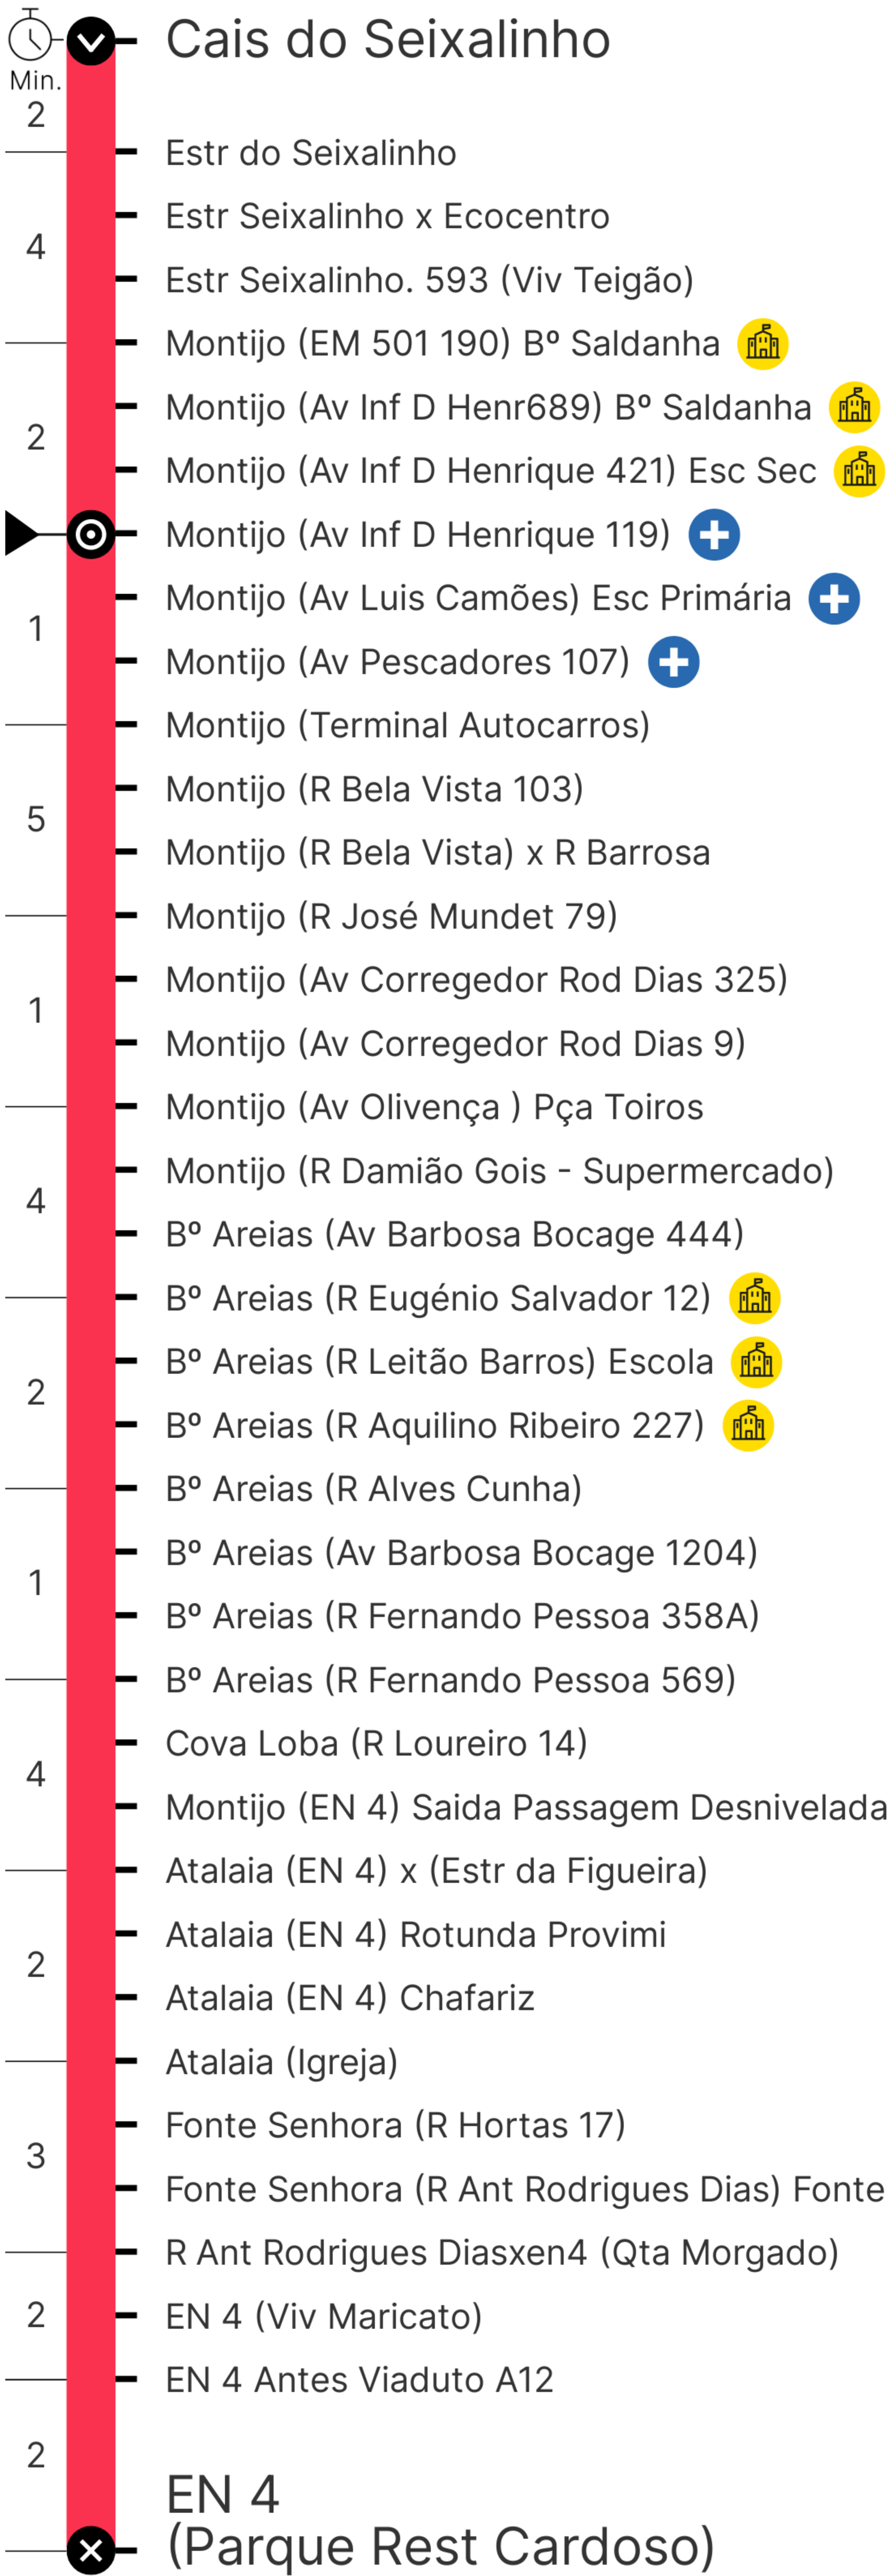 Cais do Seixalinho
Min.
2
Estr do Seixalinho
Estr Seixalinho x Ecocentro
4
Estr Seixalinho. 593 (Viv Teigão)
Montijo (EM 501 190) Bº Saldanha
Montijo (Av Inf D Henr689) Bº Saldanha
2
Montijo (Av Inf D Henrique 421) Esc Sec
Montijo (Av Inf D Henrique 119)
Montijo (Av Luis Camões) Esc Primária
1
Montijo (Av Pescadores 107)
Montijo (Terminal Autocarros)
Montijo (R Bela Vista 103)
5
Montijo (R Bela Vista) x R Barrosa
Montijo (R José Mundet 79)
Montijo (Av Corregedor Rod Dias 325)
1
Montijo (Av Corregedor Rod Dias 9)
Montijo (Av Olivença ) Pça Toiros
Montijo (R Damião Gois - Supermercado)
4
Bº Areias (Av Barbosa Bocage 444)
Bº Areias (R Eugénio Salvador 12)
Bº Areias (R Leitão Barros) Escola
2
Bº Areias (R Aquilino Ribeiro 227)
Bº Areias (R Alves Cunha)
Bº Areias (Av Barbosa Bocage 1204)
1
Bº Areias (R Fernando Pessoa 358A)
Bº Areias (R Fernando Pessoa 569)
Cova Loba (R Loureiro 14)
4
Montijo (EN 4) Saida Passagem Desnivelada
Atalaia (EN 4) x (Estr da Figueira)
Atalaia (EN 4) Rotunda Provimi
2
Atalaia (EN 4) Chafariz
Atalaia (Igreja)
Fonte Senhora (R Hortas 17)
3
Fonte Senhora (R Ant Rodrigues Dias) Fonte
R Ant Rodrigues Diasxen4 (Qta Morgado)
2
EN 4 (Viv Maricato)
EN 4 Antes Viaduto A12
2
EN 4
(Parque Rest Cardoso)